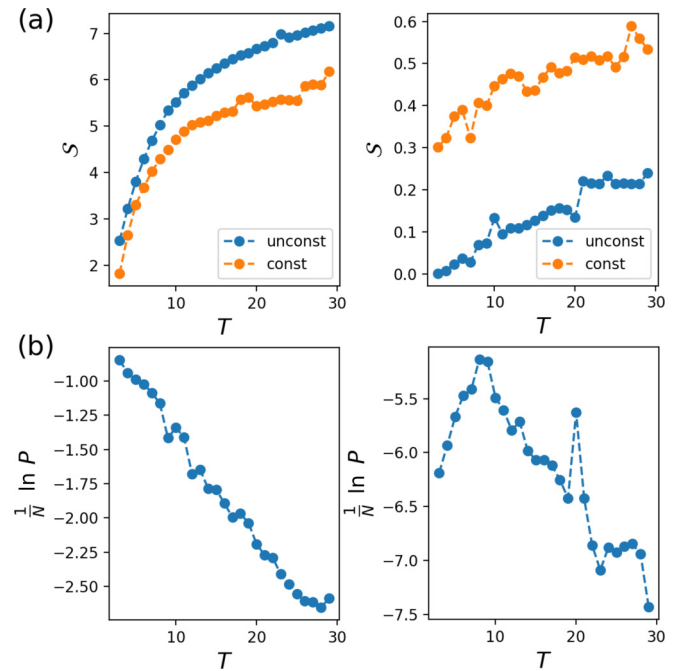 (a)
7
6
5
4
3
2
S
unconst
const
10 20 30
T
0.6
0.5
0.4
0.3
0.2
0.1
0.0
S
unconst
const
10 20 30
T
(b)
−1.00
−1.25
−1.50
−1.75
−2.00
−2.25
−2.50
1/N ln P
10 20 30
T
−5.5
−6.0
−6.5
−7.0
−7.5
1/N ln P
10 20 30
T